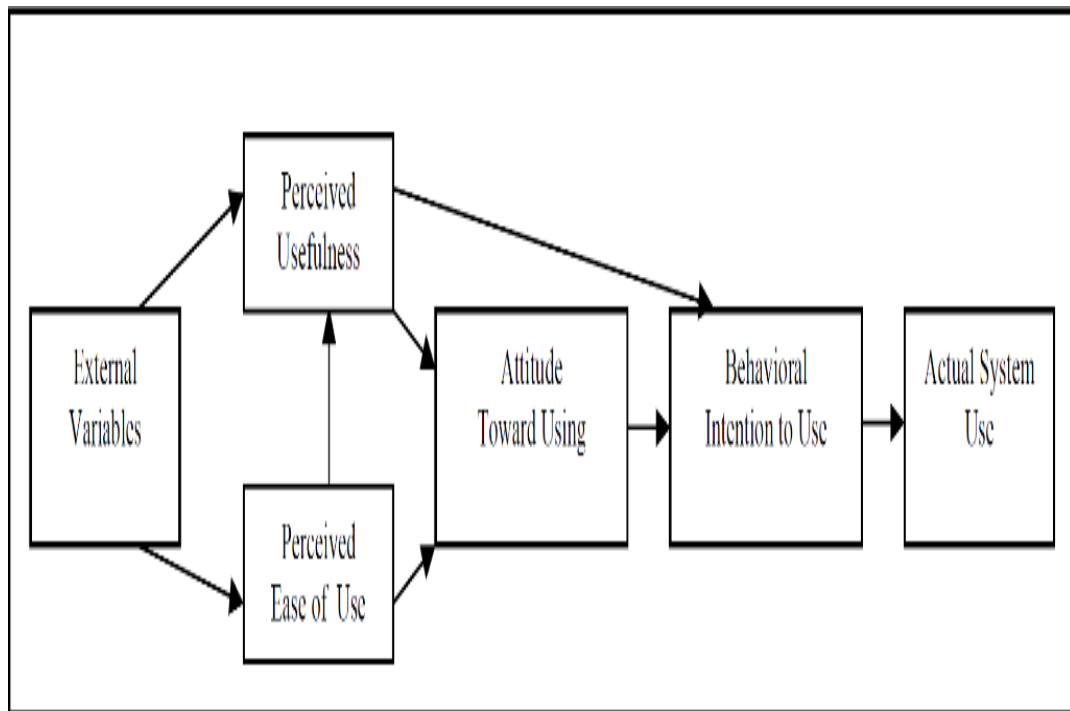 Perceived
Usefulness
External
Variables
Attitude
Toward Using
Behavioral
Intention to Use
Actual System
Use
Perceived
Ease of Use